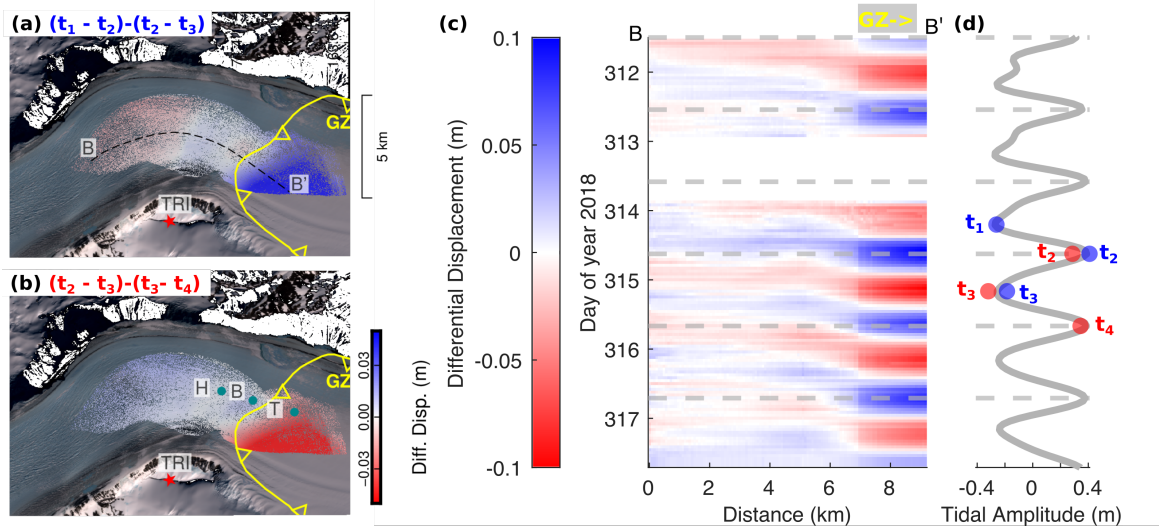 (a) (t1 - t2)-(t2 - t3)
B
B'
GZ
TRI
5 km
(b) (t2 - t3)-(t3- t4)
H
B
T
GZ
TRI
0.03
0.00
−0.03
Diff. Disp. (m)
(c)
0.1
0.05
0
-0.05
-0.1
Differential Displacement (m)
B
GZ->
B'
312
313
314
315
316
317
Day of year 2018
0 2 4 6 8
Distance (km)
(d)
t1
t2
t2
t3
t3
t4
-0.4 0 0.4
Tidal Amplitude (m)